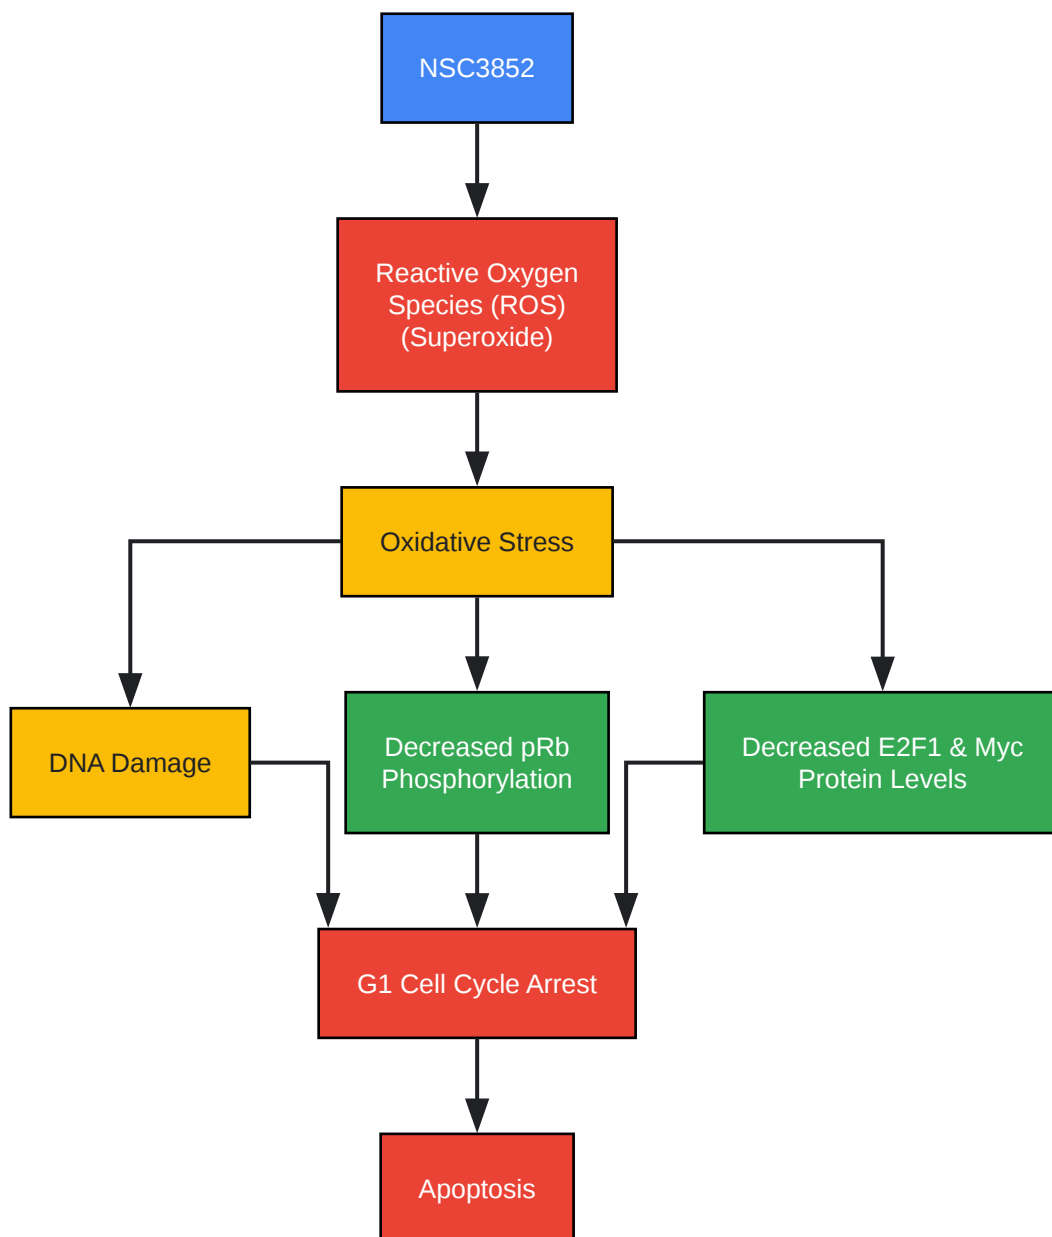 NSC3852
Reactive Oxygen
Species (ROS)
(Superoxide)
Oxidative Stress
DNA Damage
Decreased pRb
Phosphorylation
Decreased E2F1 & Myc
Protein Levels
G1 Cell Cycle Arrest
Apoptosis